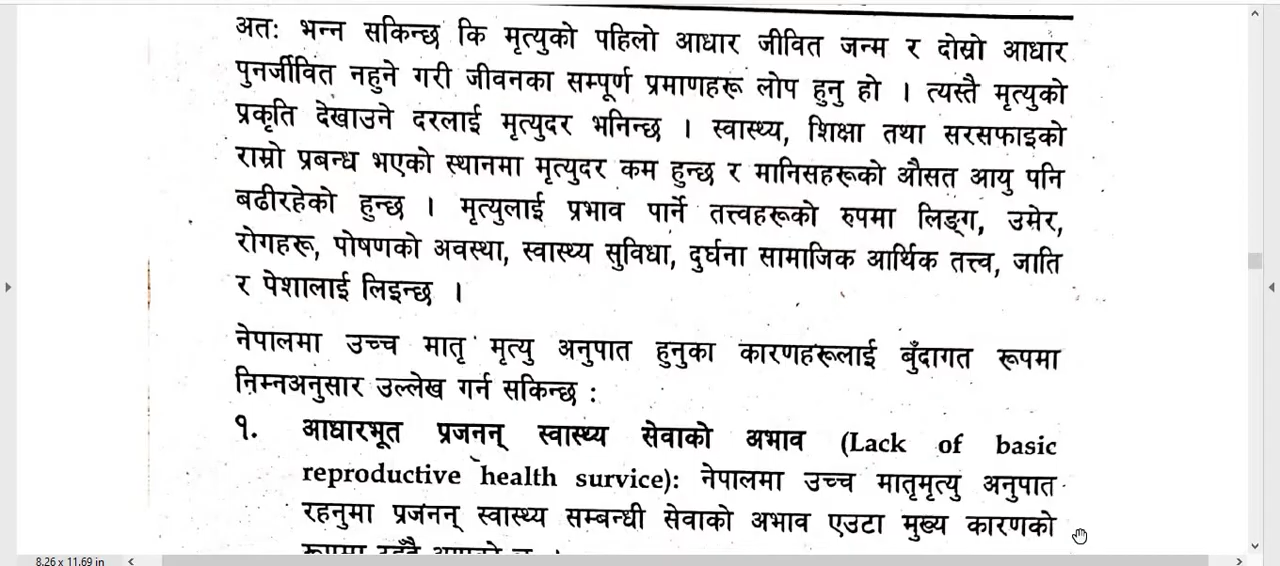 अतः भन्न सकिन्छ कि मृत्युको पहिलो आधार जीवित जन्म र दोस्रो आधार
पुनर्जीवित नहुने गरी जीवनका सम्पूर्ण प्रमाणहरू लोप हुनु हो । त्यस्तै मृत्युको
प्रकृति देखाउने दरलाई मृत्युदर भनिन्छ । स्वास्थ्य, शिक्षा तथा सरसफाइको
राम्रो प्रबन्ध भएको स्थानमा मृत्युदर कम हुन्छ र मानिसहरूको औसत आयु पनि
बढीरहेको हुन्छ । मृत्युलाई प्रभाव पार्ने तत्त्वहरूको रुपमा लिङ्ग, उमेर,
रोगहरू, पोषणको अवस्था, स्वास्थ्य सुविधा, दुर्घना सामाजिक आर्थिक तत्त्व, जाति
र पेशालाई लिइन्छ ।
नेपालमा उच्च मातृ मृत्यु अनुपात हुनुका कारणहरूलाई बुँदागत रूपमा
निम्नअनुसार उल्लेख गर्न सकिन्छ :
१. आधारभूत प्रजनन् स्वास्थ्य सेवाको अभाव (Lack of basic
reproductive health survice): नेपालमा उच्च मातृमृत्यु अनुपात
रहनुमा प्रजनन् स्वास्थ्य सम्बन्धी सेवाको अभाव एउटा मुख्य कारणको
8.26 x 11.69 in